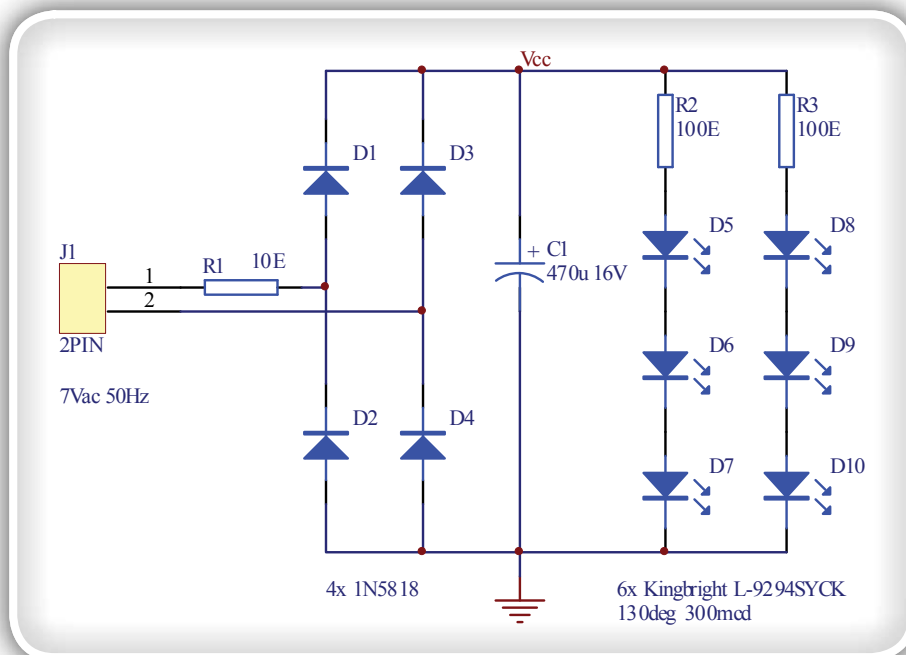 Vcc
R2
100E
R3
100E
D1
D3
D5
D8
J1
R1
10E
1
2
+
C1
470u 16V
2PIN
D6
D9
7Vac 50Hz
D2
D4
D7
D10
4x 1N5818
6x Kingbright L-9294SYCK
130deg 300mcd